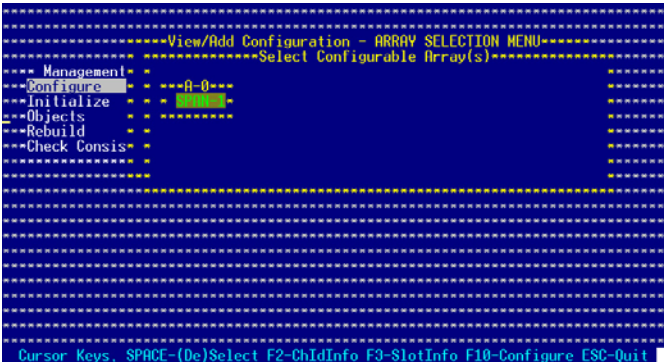 View/Add Configuration - ARRAY SELECTION MENU
Select Configurable Array(s)
Management
Configure
A-0
Initialize
SPAN-1
Objects
Rebuild
Check Consis
Cursor Keys, SPACE-(De)Select F2-ChIdInfo F3-SlotInfo F10-Configure ESC-Quit